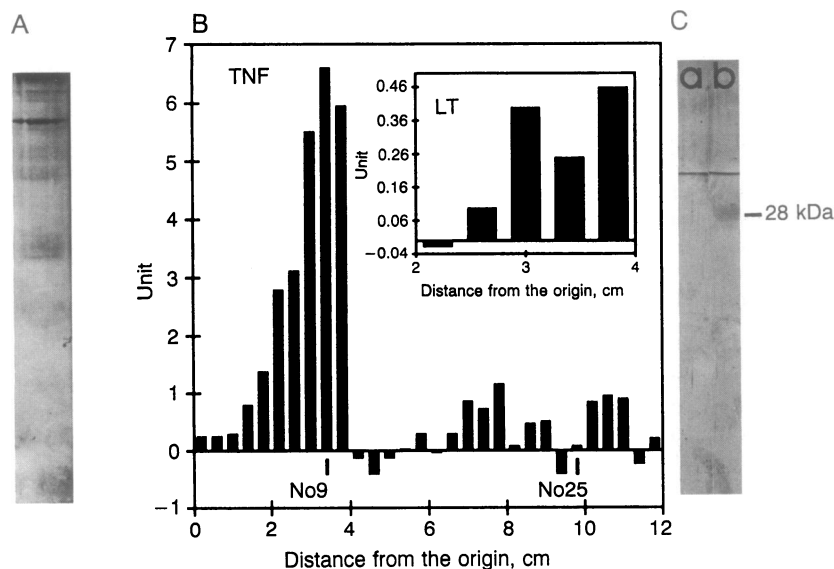 A
B
C
7
6
5
4
3
2
1
0
−1
Unit
TNF
No9
No25
0 2 4 6 8 10 12
Distance from the origin, cm
LT
0.46
0.36
0.26
0.16
0.06
−0.04
Unit
2 3 4
Distance from the origin, cm
a b
28 kDa